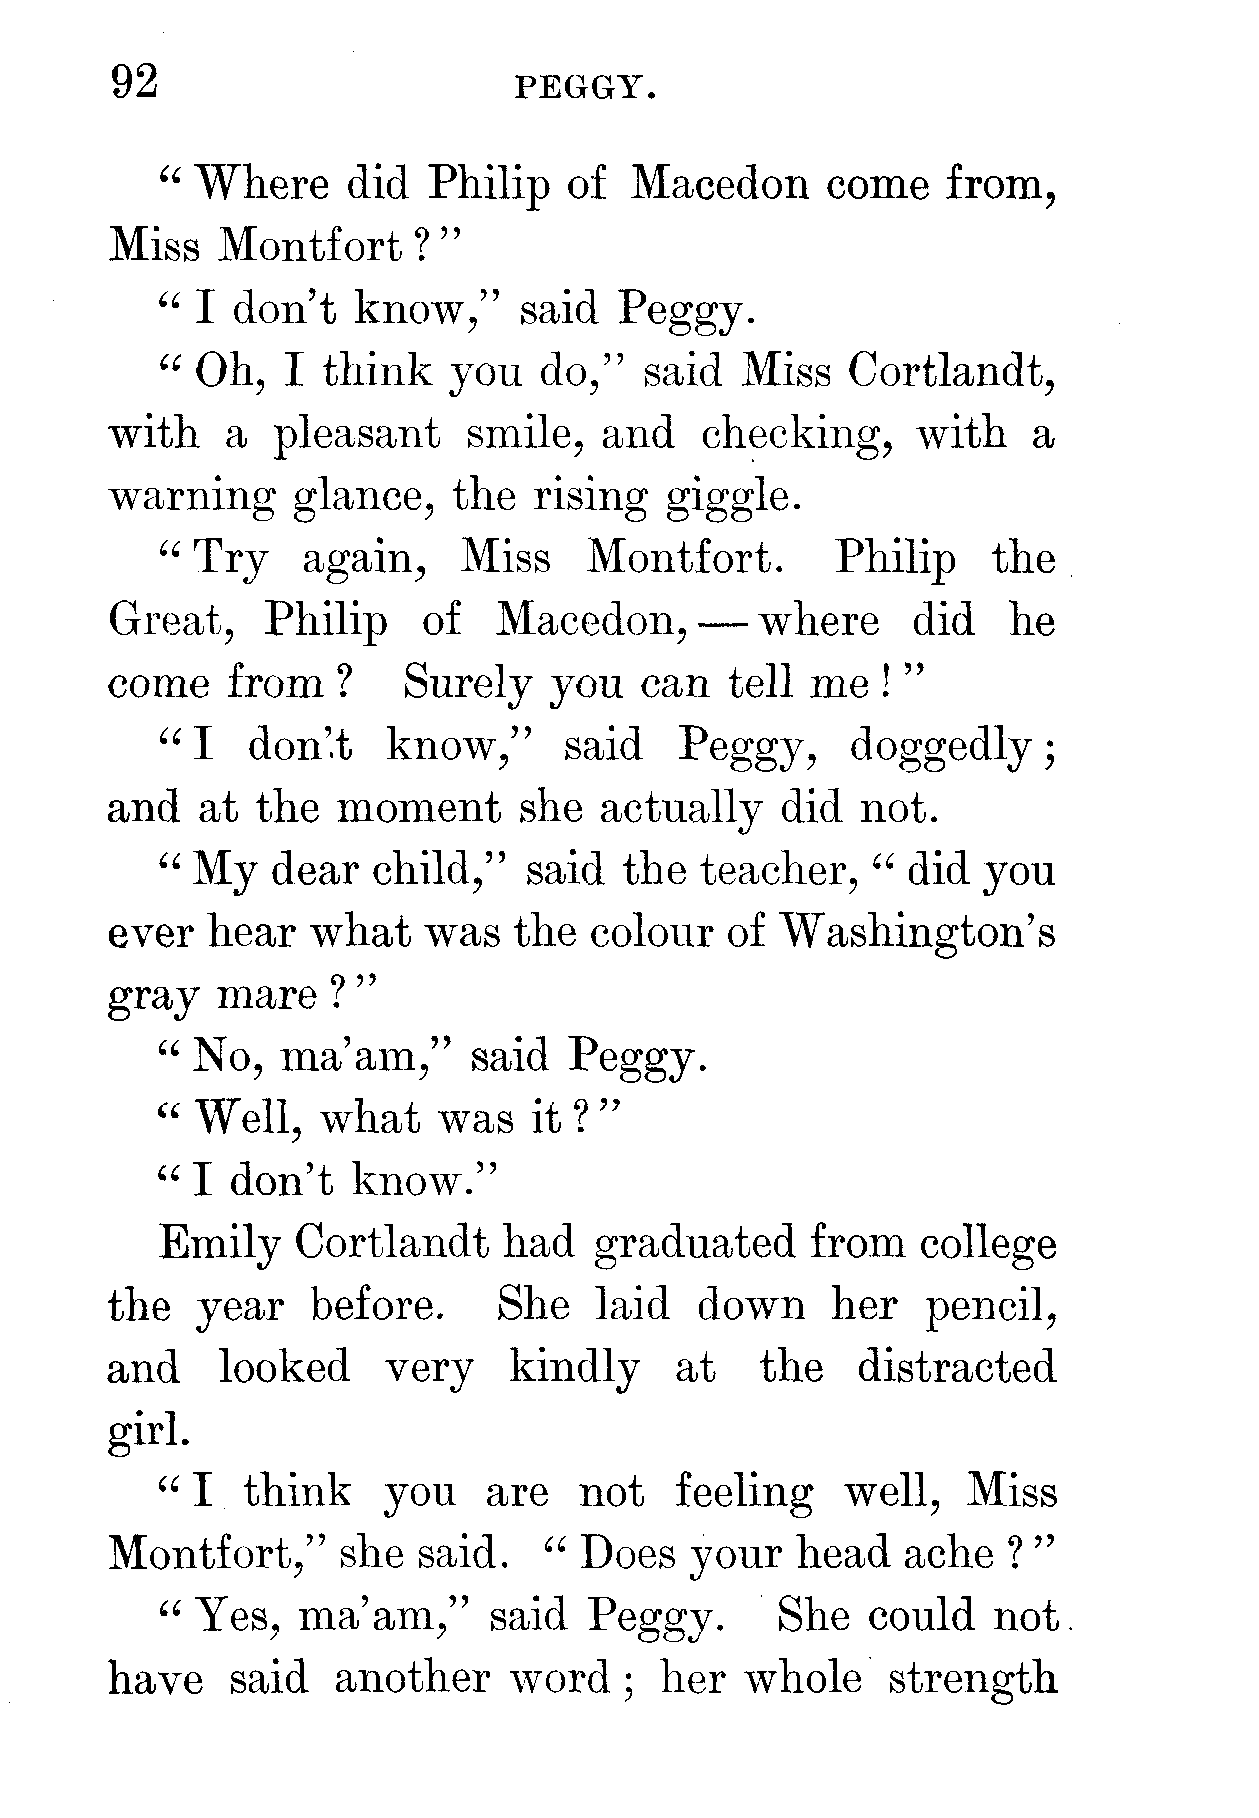 92 PEGGY.
“ Where did Philip of Macedon come from,
Miss Montfort ? ”
“ I don’t know,” said Peggy.
“ Oh, I think you do,” said Miss Cortlandt,
with a pleasant smile, and checking, with a
warning glance, the rising giggle.
“ Try again, Miss Montfort. Philip the
Great, Philip of Macedon, — where did he
come from ? Surely you can tell me ! ”
“ I don’t know,” said Peggy, doggedly ;
and at the moment she actually did not.
“ My dear child,” said the teacher, “ did you
ever hear what was the colour of Washington’s
gray mare ? ”
“ No, ma’am,” said Peggy.
“ Well, what was it ? ”
“ I don’t know.”
Emily Cortlandt had graduated from college
the year before. She laid down her pencil,
and looked very kindly at the distracted
girl.
“ I think you are not feeling well, Miss
Montfort,” she said. “ Does your head ache ? ”
“ Yes, ma’am,” said Peggy. She could not
have said another word ; her whole strength